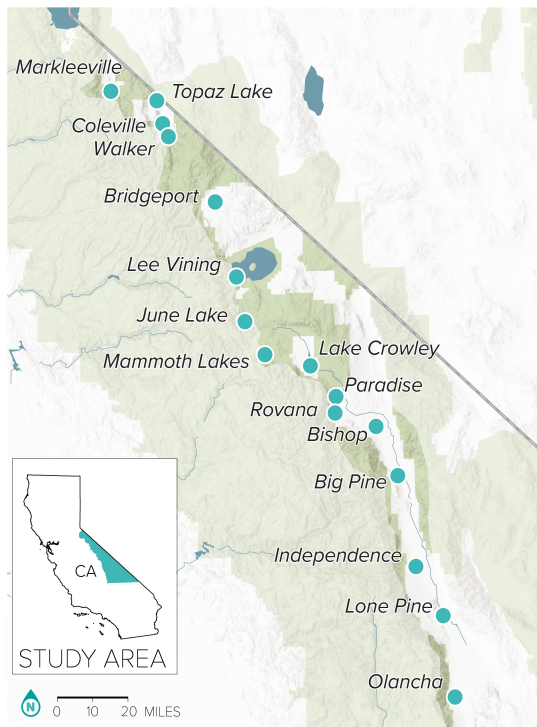 Markleeville
Topaz Lake
Coleville
Walker
Bridgeport
Lee Vining
June Lake
Lake Crowley
Mammoth Lakes
Paradise
Rovana
Bishop
Big Pine
Independence
CA
Lone Pine
STUDY AREA
Olancha
N
0 10 20 MILES